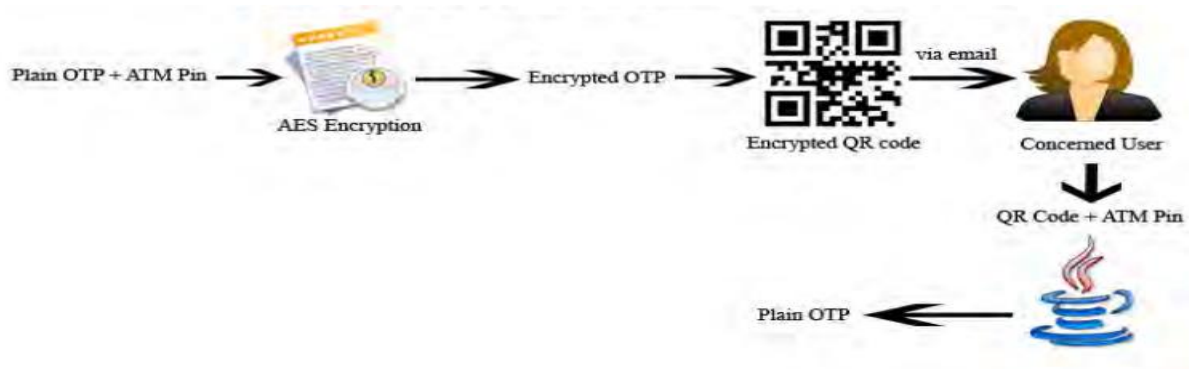 Plain OTP + ATM Pin
AES Encryption
Encrypted OTP
Encrypted QR code
via email
Concerned User
QR Code + ATM Pin
Plain OTP